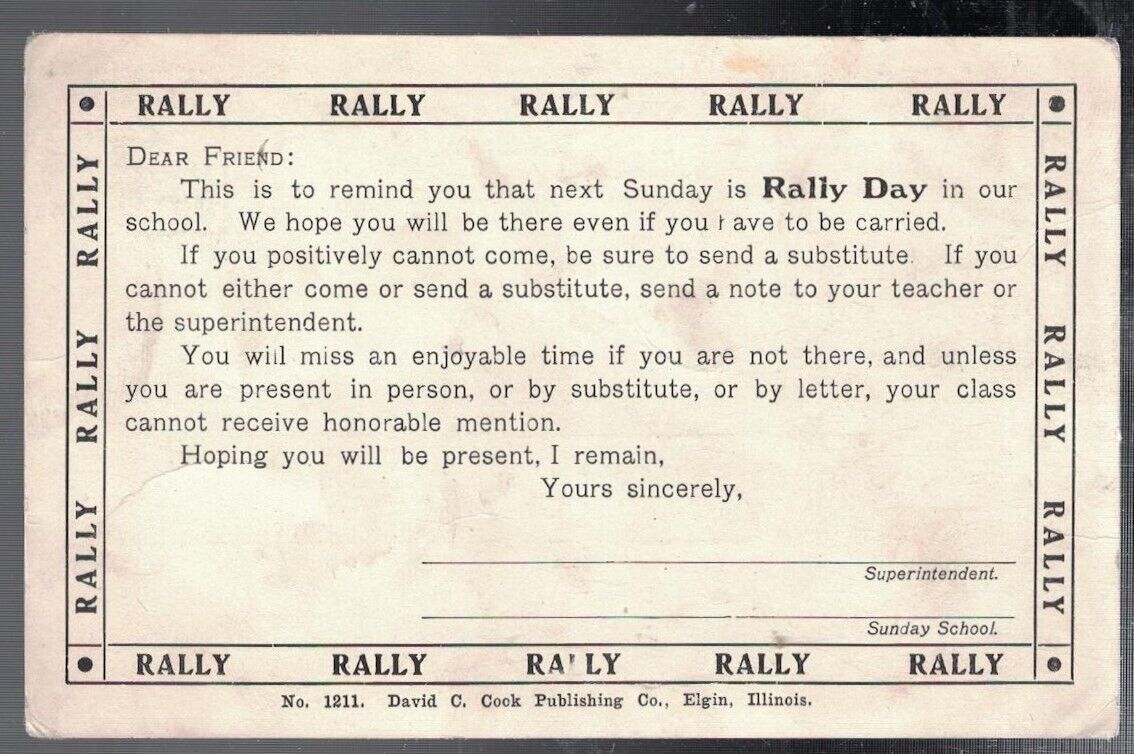 RALLY RALLY RALLY RALLY RALLY
RALLY RALLY RALLY
DEAR FRIEND:
This is to remind you that next Sunday is Rally Day in our
school. We hope you will be there even if you have to be carried.
If you positively cannot come, be sure to send a substitute. If you
cannot either come or send a substitute, send a note to your teacher or
the superintendent.
You will miss an enjoyable time if you are not there, and unless
you are present in person, or by substitute, or by letter, your class
cannot receive honorable mention.
Hoping you will be present, I remain,
Yours sincerely,
Superintendent.
Sunday School.
RALLY RALLY RALLY
RALLY RALLY RALLY RALLY RALLY
No. 1211. David C. Cook Publishing Co., Elgin, Illinois.